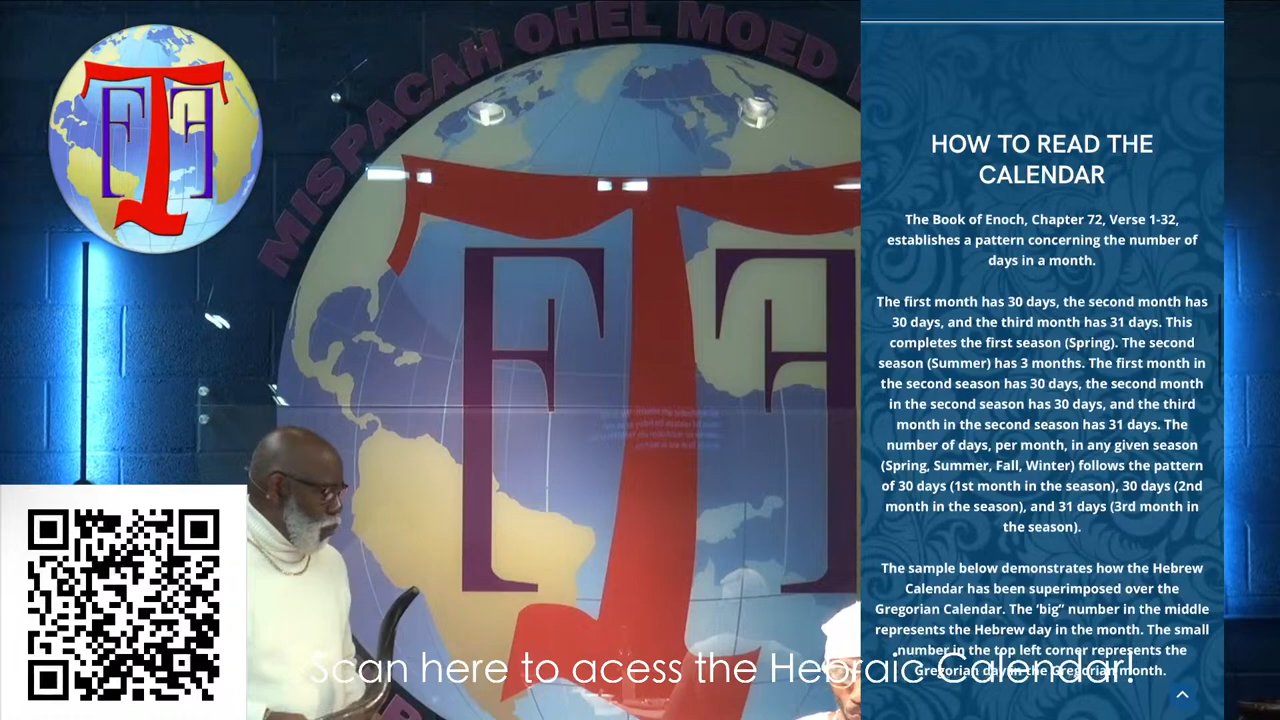 MISPACAH OHEL MOED
HOW TO READ THE
CALENDAR
The Book of Enoch, Chapter 72, Verse 1-32,
establishes a pattern concerning the number of
days in a month.
The first month has 30 days, the second month has
30 days, and the third month has 31 days. This
completes the first season (Spring). The second
season (Summer) has 3 months. The first month in
the second season has 30 days, the second month
in the second season has 30 days, and the third
month in the second season has 31 days. The
number of days, per month, in any given season
(Spring, Summer, Fall, Winter) follows the pattern
of 30 days (1st month in the season), 30 days (2nd
month in the season), and 31 days (3rd month in
the season).
The sample below demonstrates how the Hebrew
Calendar has been superimposed over the
Gregorian Calendar. The ‘big” number in the middle
represents the Hebrew day in the month. The small
number in the top left corner represents the
Gregorian day in the Gregorian month.
Scan here to acess the Hebraic Calendar!